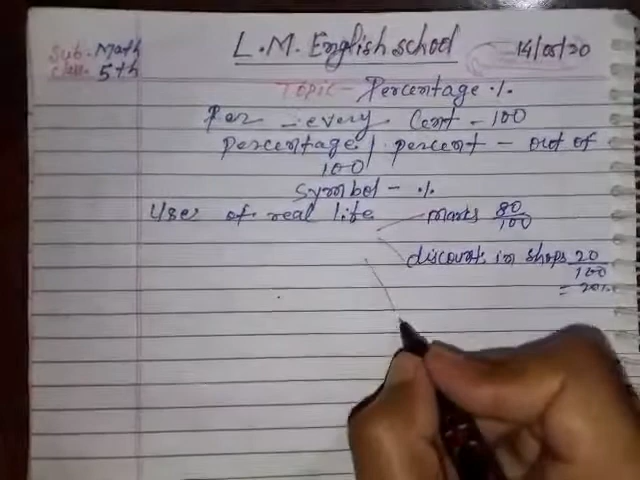 L.M. English school
Sub- Math
14/05/20
Class- 5th
Topic - Percentage %
Per - every Cent - 100
percentage / percent - out of
100
symbol - %
Use of real life
marks 80/100
discount in shops 20/100
= 20%